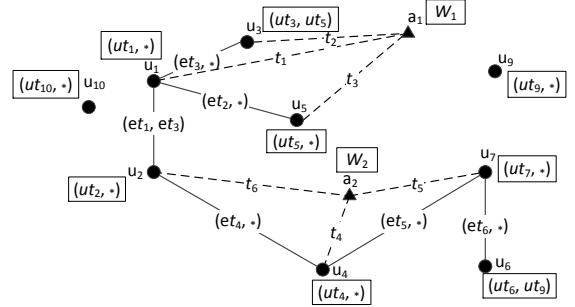 (ut3, ut5)
a1
W1
u3
(ut1, *)
t2
(et3, *)
u1
t1
u9
(ut10, *)
u10
t3
(et2, *)
u5
(ut9, *)
(et1, et3)
(ut5, *)
W2
u7
u2
a2
t6
t5
(ut2, *)
(ut7, *)
t4
(et4, *)
(et5, *)
(et6, *)
u4
u6
(ut4, *)
(ut6, ut9)